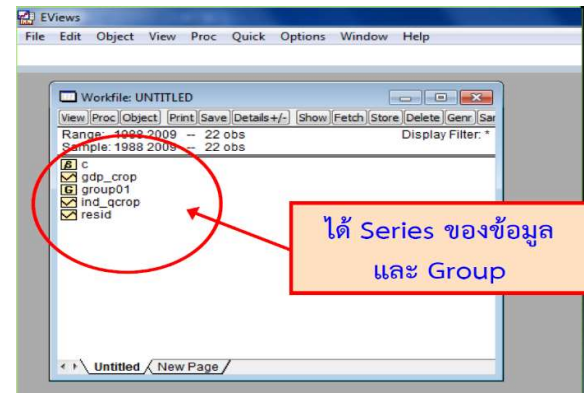 EViews
File Edit Object View Proc Quick Options Window Help
Workfile: UNTITLED
View Proc Object Print Save Details+/- Show Fetch Store Delete Genr Sar
Range: 1988 2009 -- 22 obs Display Filter: *
Sample: 1988 2009 -- 22 obs
B c
gdp_crop
G group01
ind_qcrop
resid
ได้ Series ของข้อมูล
และ Group
Untitled New Page